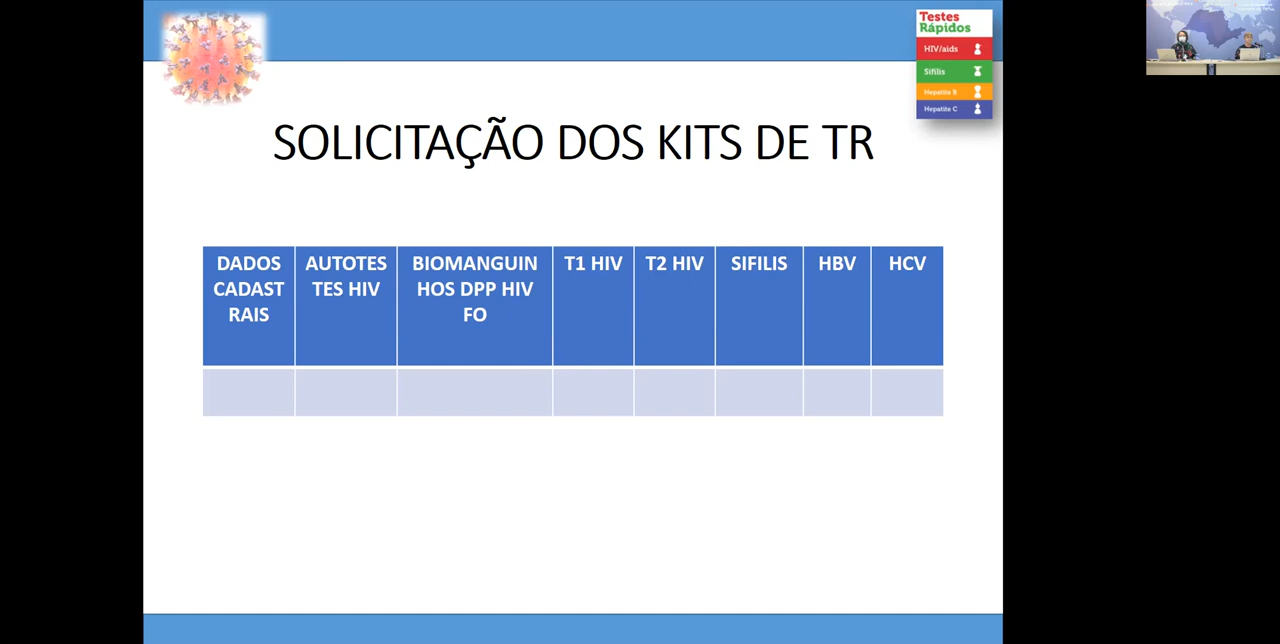 Testes
Rápidos
HIV/aids
Sífilis
Hepatite B
Hepatite C
SOLICITAÇÃO DOS KITS DE TR
DADOS
CADAST
RAIS
AUTOTES
TES HIV
BIOMANGUIN
HOS DPP HIV
FO
T1 HIV
T2 HIV
SIFILIS
HBV
HCV